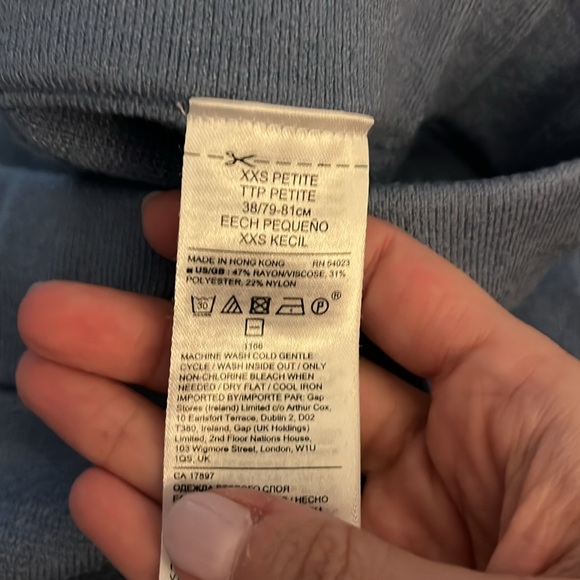 XXS PETITE
TTP PETITE
38/79-81CM
EECH PEQUEÑO
XXS KECIL
MADE IN HONG KONG RN 54023
US/GB : 47% RAYON/VISCOSE, 31%
POLYESTER, 22% NYLON
30 P ®
1166
MACHINE WASH COLD GENTLE
CYCLE / WASH INSIDE OUT / ONLY
NON-CHLORINE BLEACH WHEN
NEEDED / DRY FLAT / COOL IRON
IMPORTED BY/IMPORTE PAR: Gap
Stores (Ireland) Limited c/o Arthur Cox,
10 Earlsfort Terrace, Dublin 2, D02
T380, Ireland, Gap (UK Holdings)
Limited, 2nd Floor Nations House,
103 Wigmore Street, London, W1U
1QS, UK
CA 17897
ОДЕЖДА СЛОЯ
/ HECHO